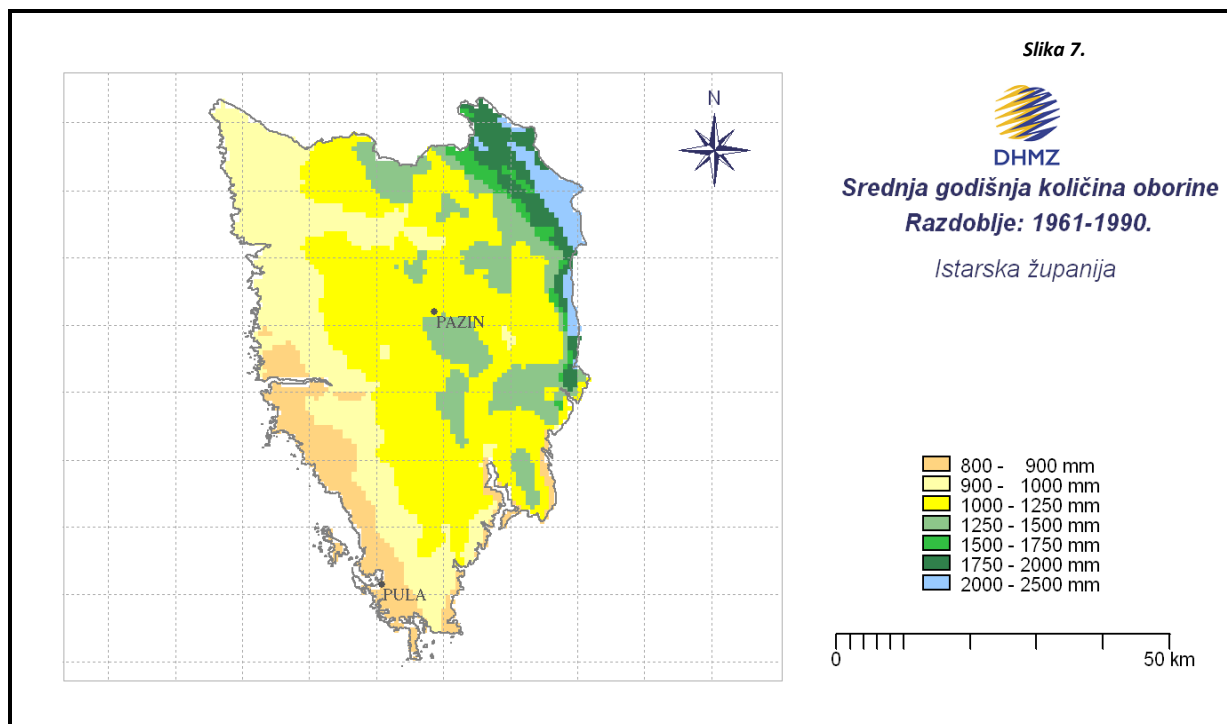 Slika 7.
N
DHMZ
Srednja godišnja količina oborine
Razdoblje: 1961-1990.
Istarska županija
PAZIN
PULA
800 - 900 mm
900 - 1000 mm
1000 - 1250 mm
1250 - 1500 mm
1500 - 1750 mm
1750 - 2000 mm
2000 - 2500 mm
0 50 km